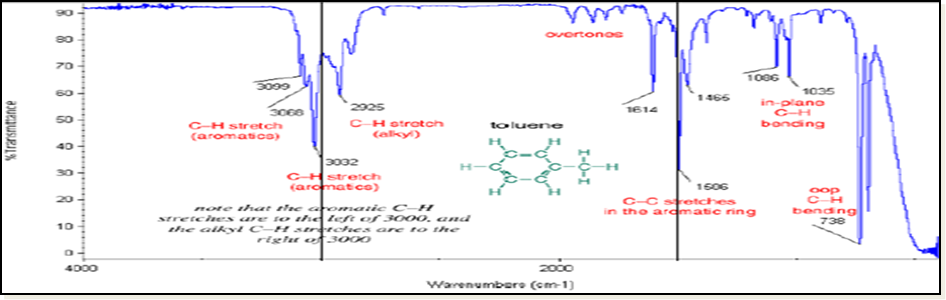 %Transmittance
90
80
70
60
50
40
30
20
10
0
4000
2000
Wavenumbers (cm-1)
3099
3068
C–H stretch
(aromatics)
3032
C–H stretch
(aromatics)
2925
C–H stretch
(alkyl)
note that the aromatic C–H
stretches are to the left of 3000, and
the alkyl C–H stretches are to the
right of 3000
toluene
H H
C C H
H C C C H
C C H
H H
overtones
1614
1465
1506
C–C stretches
in the aromatic ring
1086
1035
in-plane
C–H
bending
oop
C–H
bending
738